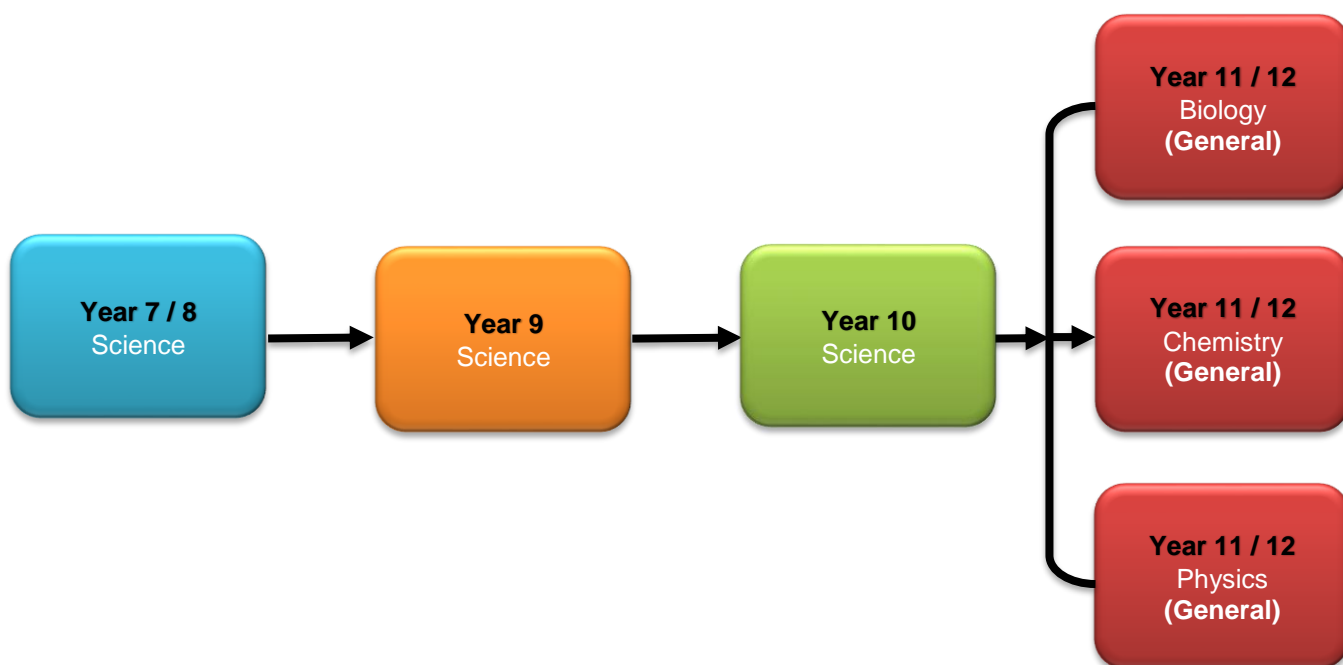 Year 7 / 8
Science
Year 9
Science
Year 10
Science
Year 11 / 12
Biology
(General)
Year 11 / 12
Chemistry
(General)
Year 11 / 12
Physics
(General)